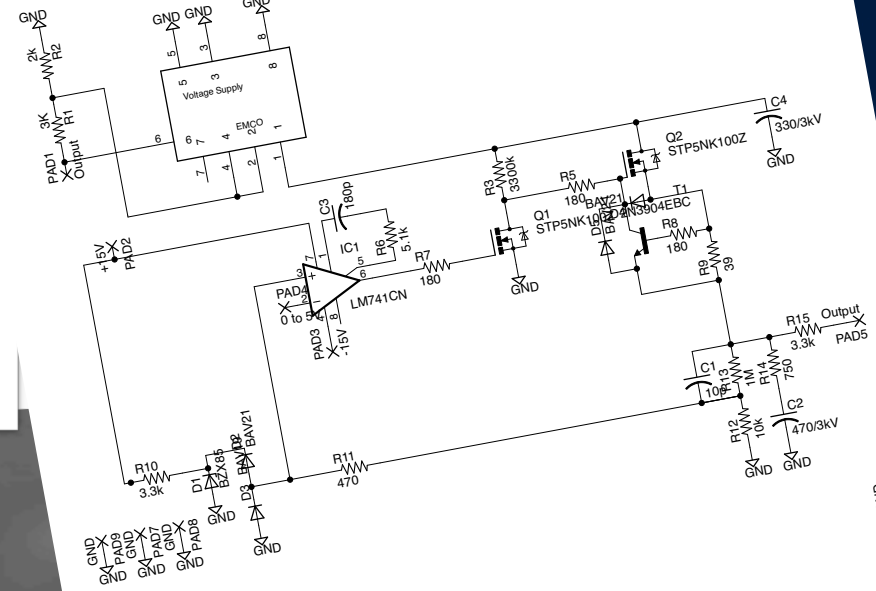 GND
GND
GND
GND
2k
R2
5
3
8
5
3
8
Voltage Supply
EMCO
3K
R1
PAD1
Output
6
6
7
4
2
1
7
4
2
1
C4
330/3kV
GND
Q2
STP5NK100Z
R3
3300k
R5
180
BAV21
T1
2N3904EBC
Q1
GND
R8
180
R9
39
C3
180p
IC1
R6
5.1k
7
1
5
3
6
2
4
8
+
-
LM741CN
R7
180
PAD4
PAD3
-15V
+15V
PAD2
R15
3.3k
Output
PAD5
C1
R13
1M
R14
750
R12
10k
C2
470/3kV
GND
GND
R11
470
R10
3.3k
D1
BZX85
GND
BAV21
D3
GND
GND
PAD9
GND
GND
PAD7
GND
GND
PAD8
GND